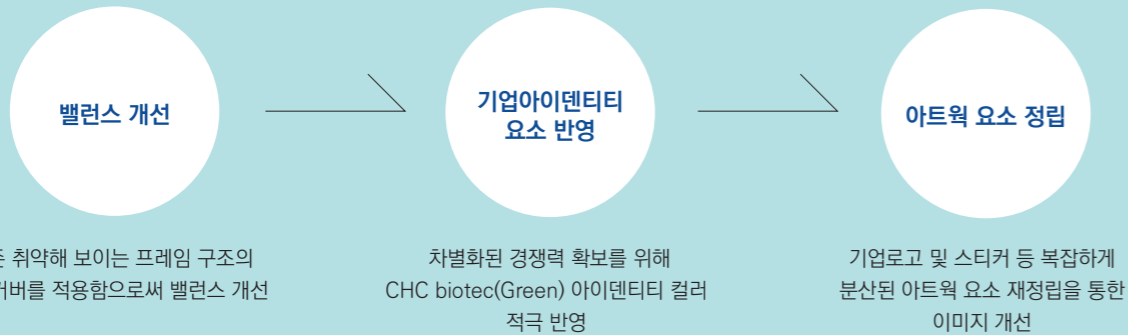 밸런스 개선
기업아이덴티티
요소 반영
아트웍 요소 정립
취약해 보이는 프레임 구조의
적용함으로써 밸런스 개선
차별화된 경쟁력 확보를 위해
CHC biotec(Green) 아이덴티티 컬러
적극 반영
기업로고 및 스티커 등 복잡하게
분산된 아트웍 요소 재정립을 통한
이미지 개선